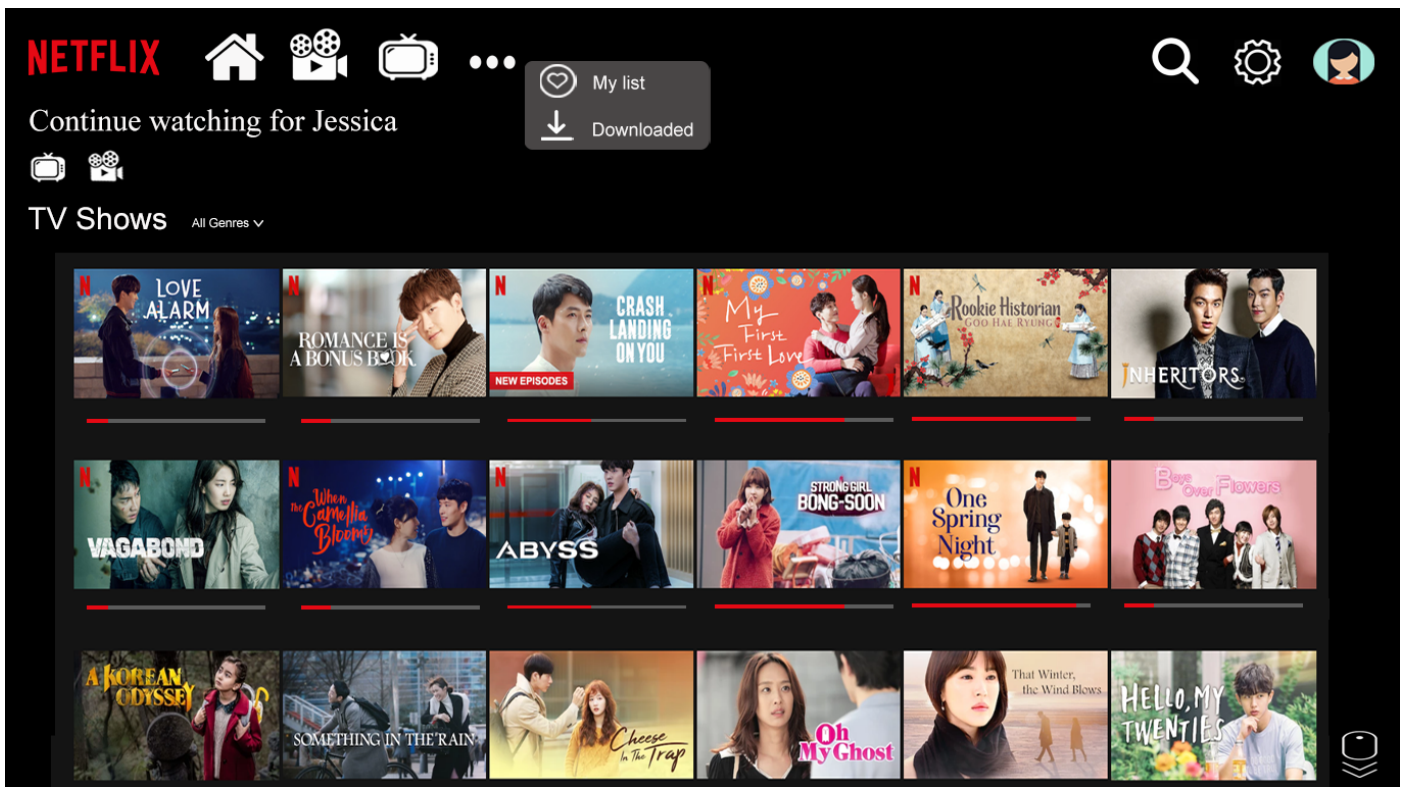 NETFLIX
My list
Downloaded
Continue watching for Jessica
TV Shows All Genres
N
LOVE
ALARM
N
ROMANCE IS
A BONUS BOOK
N
CRASH
LANDING
ON YOU
NEW EPISODES
N
My
First
First Love
N
Rookie Historian
GOO HAE RYUNG
INHERITORS
N
VAGABOND
N
When
The Camellia
Blooms
N
ABYSS
STRONG GIRL
BONG-SOON
N
One
Spring
Night
Boys
Over Flowers
A KOREAN
ODYSSEY
SOMETHING IN THE RAIN
Cheese
In The Trap
Oh
My Ghost
That Winter,
the Wind Blows
HELLO, MY
TWENTIES